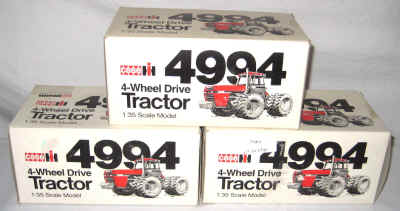 CASE IH 4994
4-Wheel Drive
Tractor
1:35 Scale Model
CASE IH 4994
4-Wheel Drive
Tractor
1:35 Scale Model
CASE IH 4994
4-Wheel Drive
Tractor
1:35 Scale Model